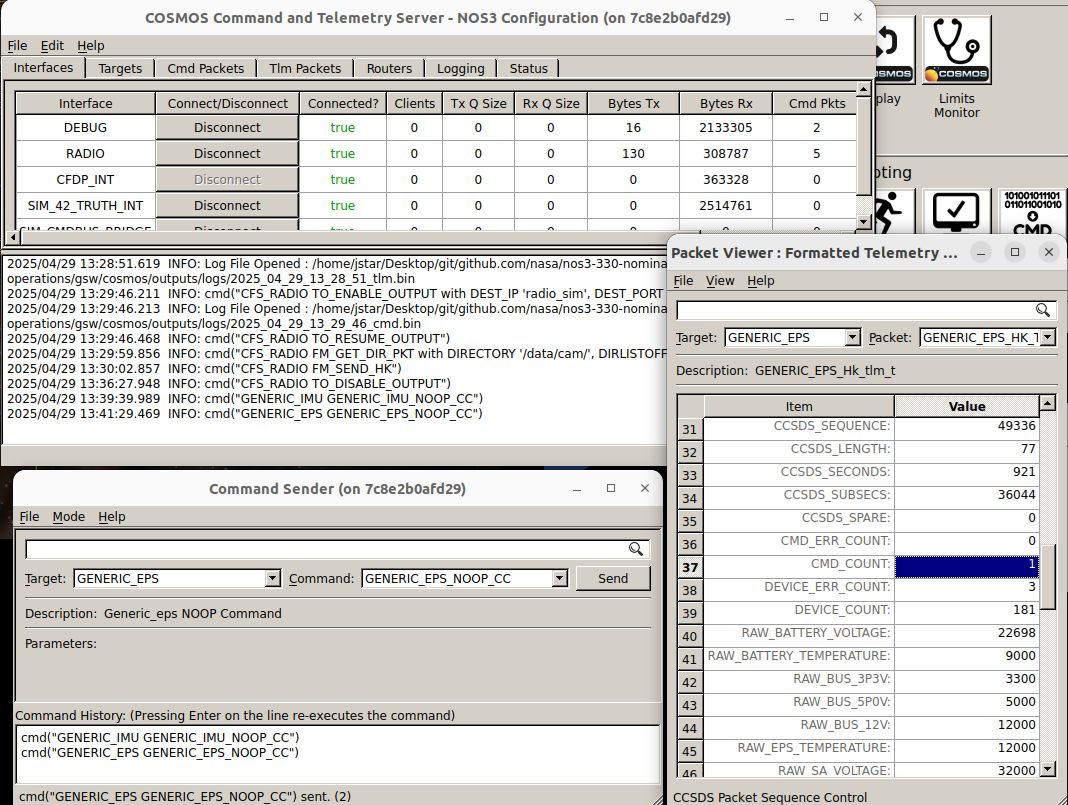 COSMOS Command and Telemetry Server - NOS3 Configuration (on 7c8e2b0afd29)
File Edit Help
Interfaces Targets Cmd Packets Tlm Packets Routers Logging Status
Interface Connect/Disconnect Connected? Clients Tx Q Size Rx Q Size Bytes Tx Bytes Rx Cmd Pkts
DEBUG Disconnect true 0 0 0 16 2133305 2
RADIO Disconnect true 0 0 0 130 308787 5
CFDP_INT Disconnect true 0 0 0 0 363328 0
SIM_42_TRUTH_INT Disconnect true 0 0 0 0 2514761 0
SIM_CMDBUS_BRIDGE
COSMOS
play
COSMOS
Limits
Monitor
oting
101001011101
011011001010
CMD
2025/04/29 13:28:51.619 INFO: Log File Opened : /home/jstar/Desktop/git/github.com/nasa/nos3-330-nomina
operations/gsw/cosmos/outputs/logs/2025_04_29_13_28_51_tlm.bin
2025/04/29 13:29:46.211 INFO: cmd("CFS_RADIO TO_ENABLE_OUTPUT with DEST_IP 'radio_sim', DEST_PORT
2025/04/29 13:29:46.213 INFO: Log File Opened : /home/jstar/Desktop/git/github.com/nasa/nos3-330-nomina
operations/gsw/cosmos/outputs/logs/2025_04_29_13_29_46_cmd.bin
2025/04/29 13:29:46.468 INFO: cmd("CFS_RADIO TO_RESUME_OUTPUT")
2025/04/29 13:29:59.856 INFO: cmd("CFS_RADIO FM_GET_DIR_PKT with DIRECTORY '/data/cam/', DIRLISTOFF
2025/04/29 13:30:02.857 INFO: cmd("CFS_RADIO FM_SEND_HK")
2025/04/29 13:36:27.948 INFO: cmd("CFS_RADIO TO_DISABLE_OUTPUT")
2025/04/29 13:39:39.989 INFO: cmd("GENERIC_IMU GENERIC_IMU_NOOP_CC")
2025/04/29 13:41:29.469 INFO: cmd("GENERIC_EPS GENERIC_EPS_NOOP_CC")
Command Sender (on 7c8e2b0afd29)
File Mode Help
Target: GENERIC_EPS Command: GENERIC_EPS_NOOP_CC Send
Description: Generic_eps NOOP Command
Parameters:
Command History: (Pressing Enter on the line re-executes the command)
cmd("GENERIC_IMU GENERIC_IMU_NOOP_CC")
cmd("GENERIC_EPS GENERIC_EPS_NOOP_CC")
cmd("GENERIC_EPS GENERIC_EPS_NOOP_CC") sent. (2)
Packet Viewer : Formatted Telemetry ...
File View Help
Target: GENERIC_EPS Packet: GENERIC_EPS_HK_T
Description: GENERIC_EPS_Hk_tlm_t
Item Value
31 CCSDS_SEQUENCE: 49336
32 CCSDS_LENGTH: 77
33 CCSDS_SECONDS: 921
34 CCSDS_SUBSECS: 36044
35 CCSDS_SPARE: 0
36 CMD_ERR_COUNT: 0
37 CMD_COUNT: 1
38 DEVICE_ERR_COUNT: 3
39 DEVICE_COUNT: 181
40 RAW_BATTERY_VOLTAGE: 22698
41 RAW_BATTERY_TEMPERATURE: 9000
42 RAW_BUS_3P3V: 3300
43 RAW_BUS_5P0V: 5000
44 RAW_BUS_12V: 12000
45 RAW_EPS_TEMPERATURE: 12000
46 RAW_SA_VOLTAGE: 32000
CCSDS Packet Sequence Control